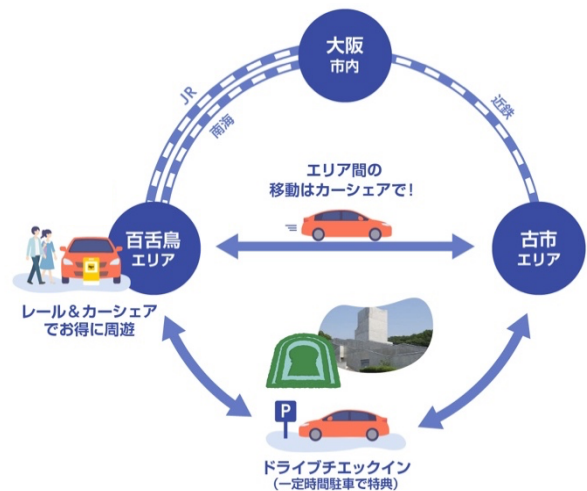 大阪
市内
JR
南海
近鉄
エリア間の
移動はカーシェアで!
百舌鳥
エリア
古市
エリア
レール&カーシェア
でお得に周遊
P
ドライブチェックイン
(一定時間駐車で特典)